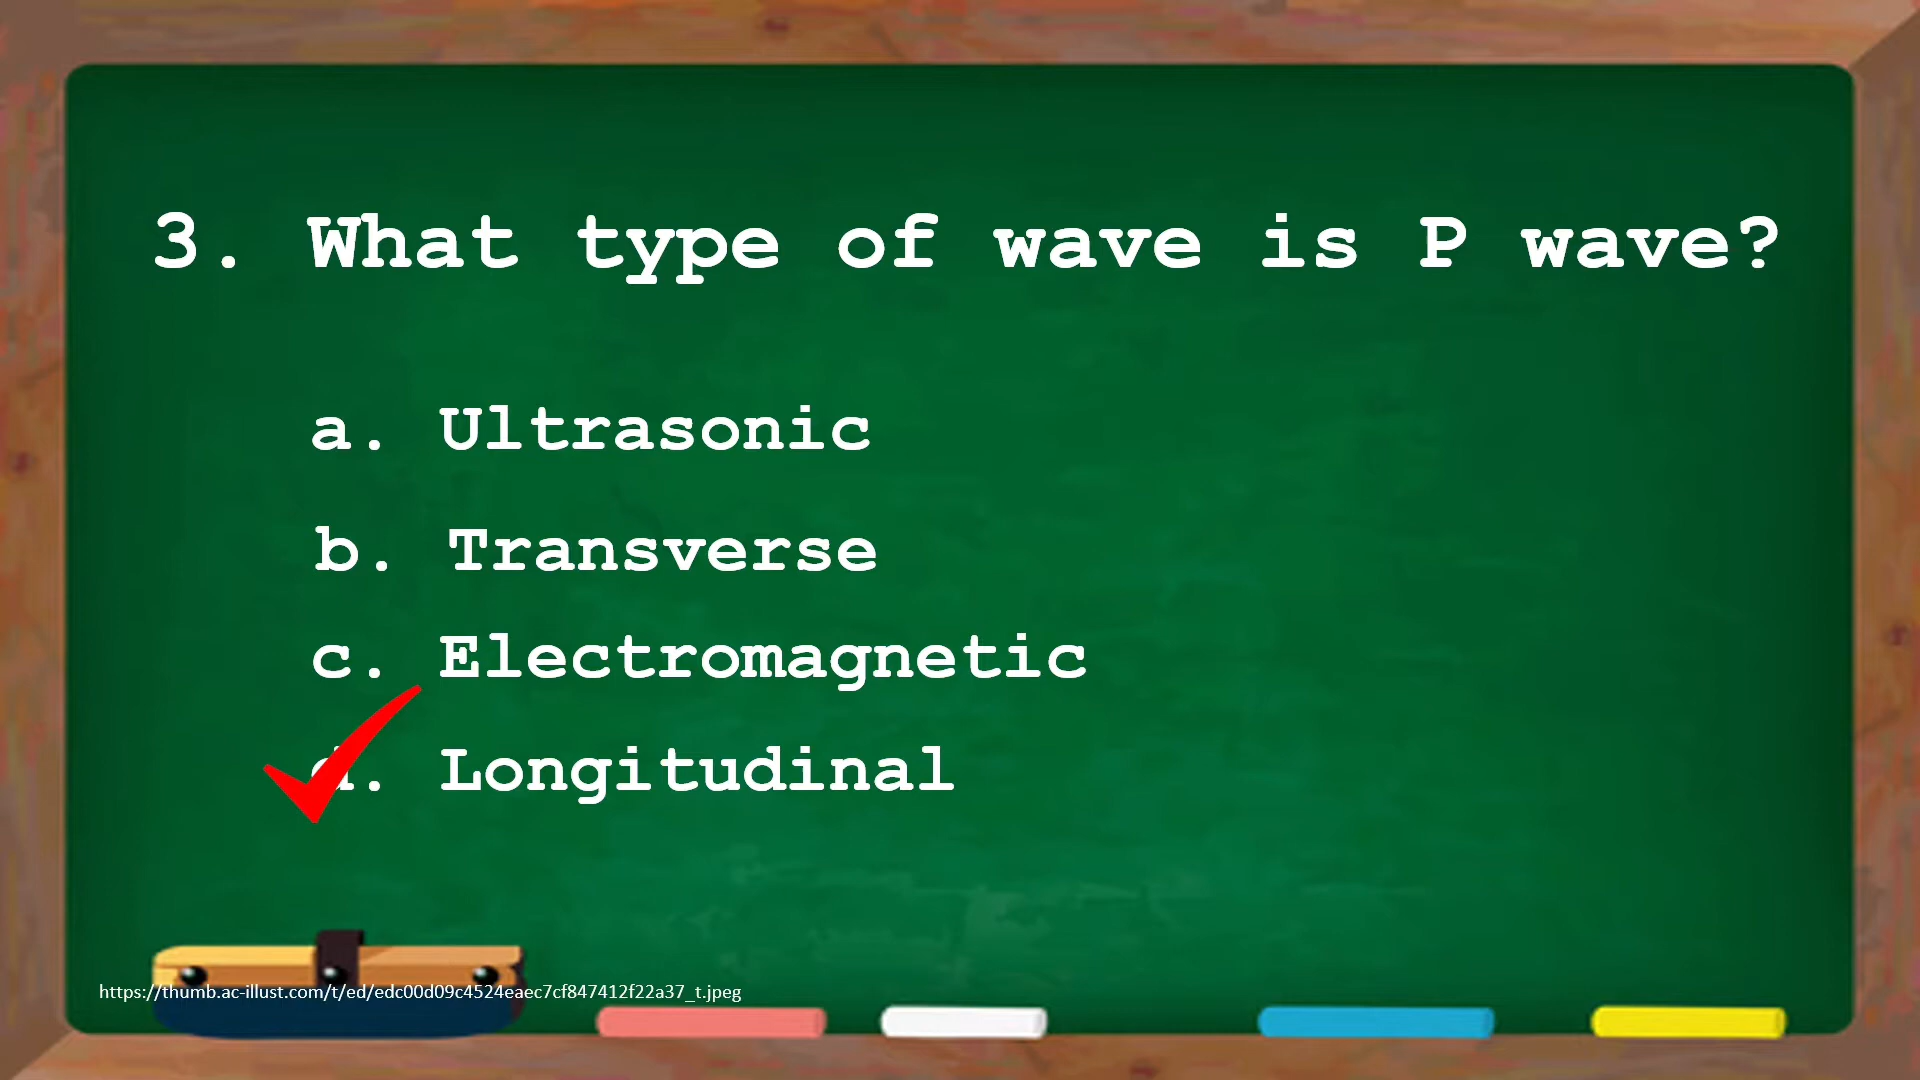 3. What type of wave is P wave?
a. Ultrasonic
b. Transverse
c. Electromagnetic
d. Longitudinal
https://thumb.ac-illust.com/t/ed/edc00d09c4524eaec7cf847412f22a37_t.jpeg